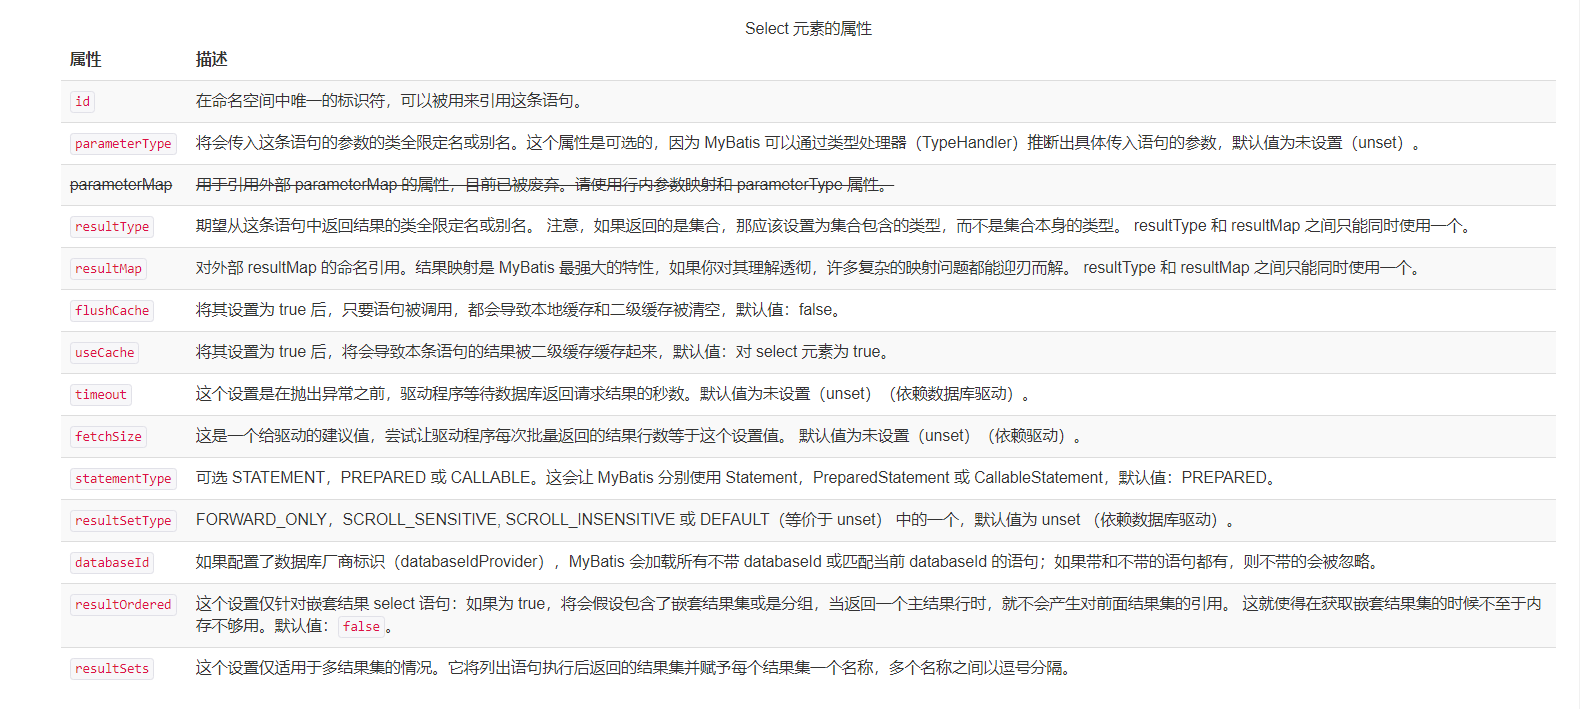 Select 元素的属性
属性 描述
id 在命名空间中唯一的标识符，可以被用来引用这条语句。
parameterType 将会传入这条语句的参数的类全限定名或别名。这个属性是可选的，因为 MyBatis 可以通过类型处理器（TypeHandler）推断出具体传入语句的参数，默认值为未设置（unset）。
parameterMap 用于引用外部 parameterMap 的属性，目前已被废弃。请使用行内参数映射和 parameterType 属性。
resultType 期望从这条语句中返回结果的类全限定名或别名。 注意，如果返回的是集合，那应该设置为集合包含的类型，而不是集合本身的类型。 resultType 和 resultMap 之间只能同时使用一个。
resultMap 对外部 resultMap 的命名引用。结果映射是 MyBatis 最强大的特性，如果你对其理解透彻，许多复杂的映射问题都能迎刃而解。 resultType 和 resultMap 之间只能同时使用一个。
flushCache 将其设置为 true 后，只要语句被调用，都会导致本地缓存和二级缓存被清空，默认值：false。
useCache 将其设置为 true 后，将会导致本条语句的结果被二级缓存缓存起来，默认值：对 select 元素为 true。
timeout 这个设置是在抛出异常之前，驱动程序等待数据库返回请求结果的秒数。默认值为未设置（unset）（依赖数据库驱动）。
fetchSize 这是一个给驱动的建议值，尝试让驱动程序每次批量返回的结果行数等于这个设置值。 默认值为未设置（unset）（依赖驱动）。
statementType 可选 STATEMENT，PREPARED 或 CALLABLE。这会让 MyBatis 分别使用 Statement，PreparedStatement 或 CallableStatement，默认值：PREPARED。
resultSetType FORWARD_ONLY，SCROLL_SENSITIVE, SCROLL_INSENSITIVE 或 DEFAULT（等价于 unset） 中的一个，默认值为 unset （依赖数据库驱动）。
databaseId 如果配置了数据库厂商标识（databaseIdProvider），MyBatis 会加载所有不带 databaseId 或匹配当前 databaseId 的语句；如果带和不带的语句都有，则不带的会被忽略。
resultOrdered 这个设置仅针对嵌套结果 select 语句：如果为 true，将会假设包含了嵌套结果集或是分组，当返回一个主结果行时，就不会产生对前面结果集的引用。 这就使得在获取嵌套结果集的时候不至于内
存不够用。默认值：false。
resultSets 这个设置仅适用于多结果集的情况。它将列出语句执行后返回的结果集并赋予每个结果集一个名称，多个名称之间以逗号分隔。